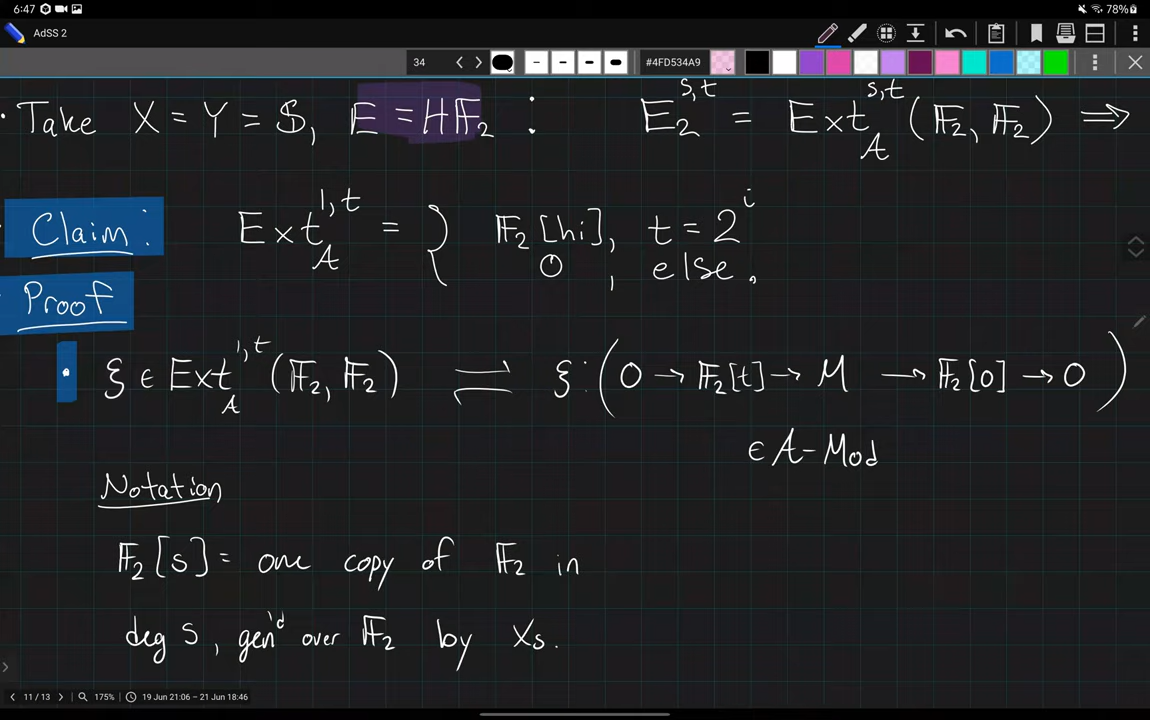 6:47 78%
AdSS 2
34 #4FD534A9
· Take X = Y = $, E = HF₂ : E₂^{s,t} = Ext_A^{s,t} (𝔽₂, 𝔽₂) ⟹
Claim: Ext_A^{1,t} = { 𝔽₂[hi], t = 2^i
0 , else.
Proof
· ξ ∈ Ext_A^{1,t} (𝔽₂, 𝔽₂) ⇌ ξ: (0 → 𝔽₂[t] → M → 𝔽₂[0] → 0)
∈ A-Mod
Notation
𝔽₂[s] = one copy of 𝔽₂ in
deg s, gen'd over 𝔽₂ by Xs.
11 / 13 175% 19 Jun 21:06 – 21 Jun 18:46